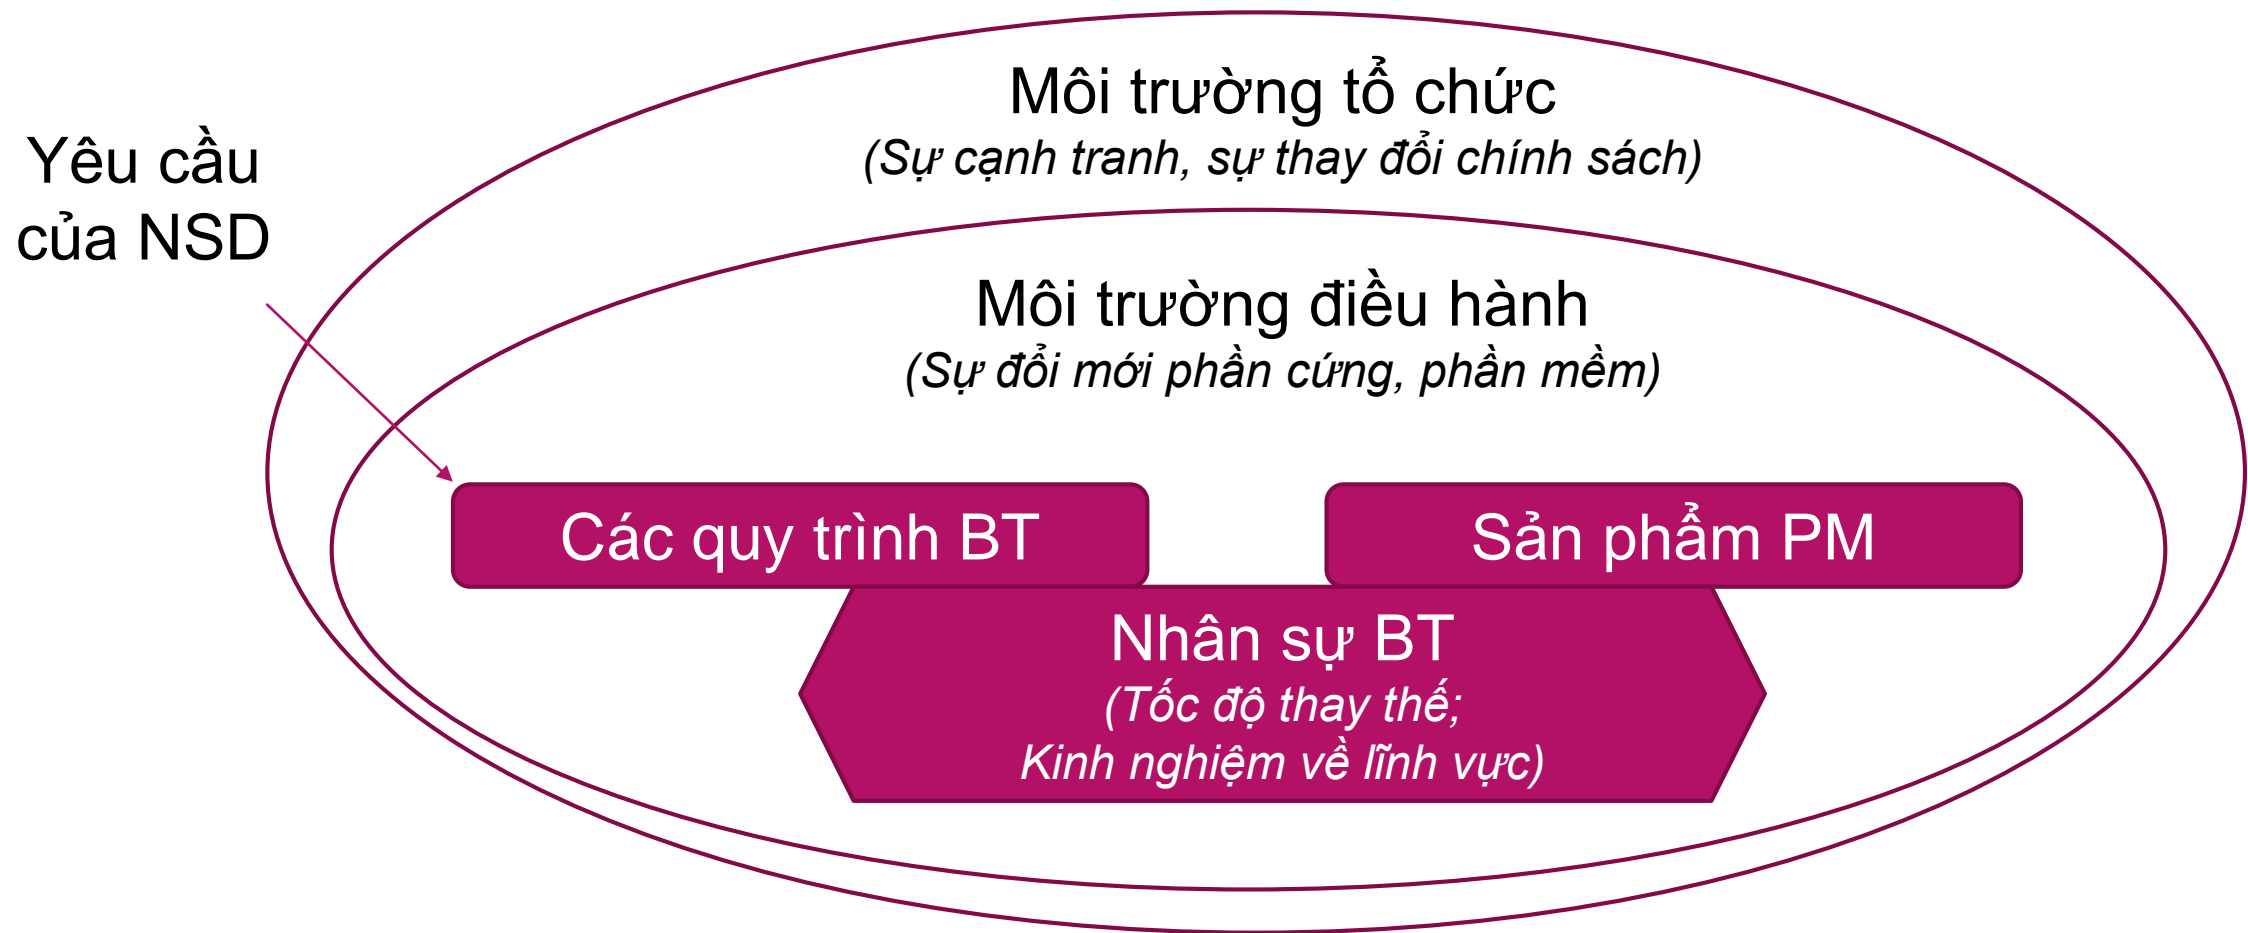 Môi trường tổ chức
(Sự cạnh tranh, sự thay đổi chính sách)
Yêu cầu
của NSD
Môi trường điều hành
(Sự đổi mới phần cứng, phần mềm)
Các quy trình BT
Sản phẩm PM
Nhân sự BT
(Tốc độ thay thế;
Kinh nghiệm về lĩnh vực)